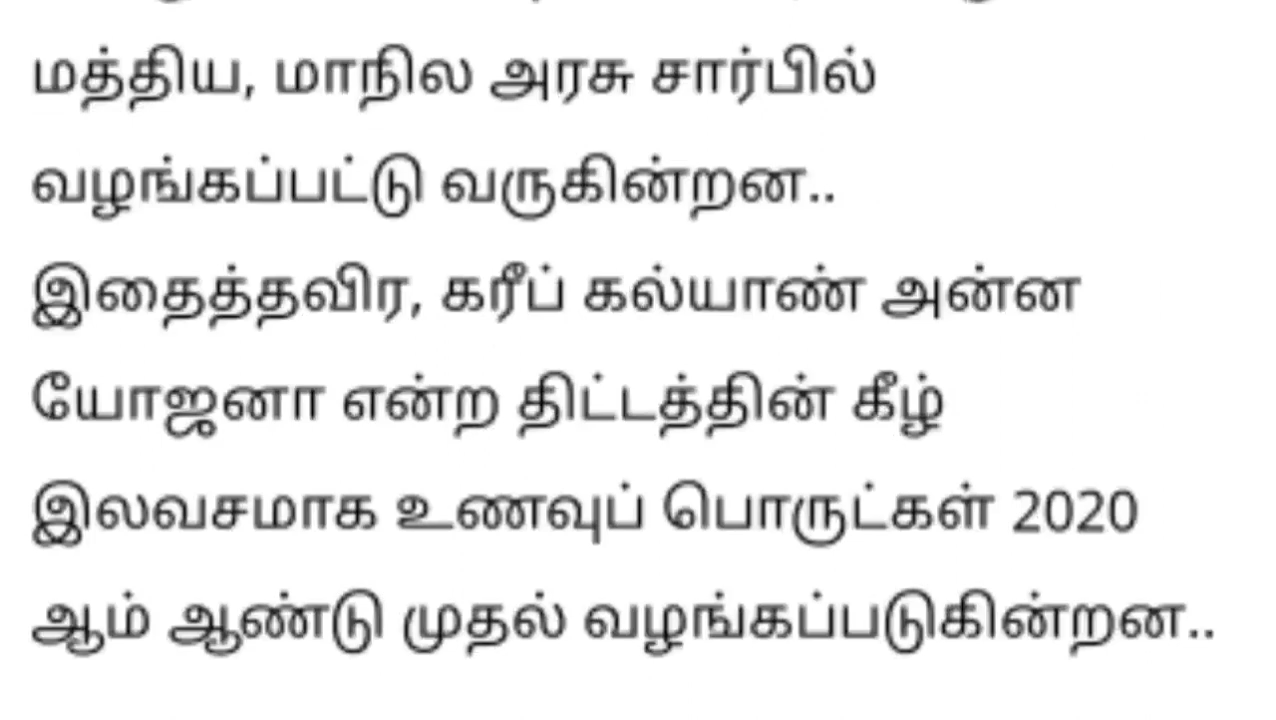 மத்திய, மாநில அரசு சார்பில்
வழங்கப்பட்டு வருகின்றன..
இதைத்தவிர, கரீப் கல்யாண் அன்ன
யோஜனா என்ற திட்டத்தின் கீழ்
இலவசமாக உணவுப் பொருட்கள் 2020
ஆம் ஆண்டு முதல் வழங்கப்படுகின்றன..